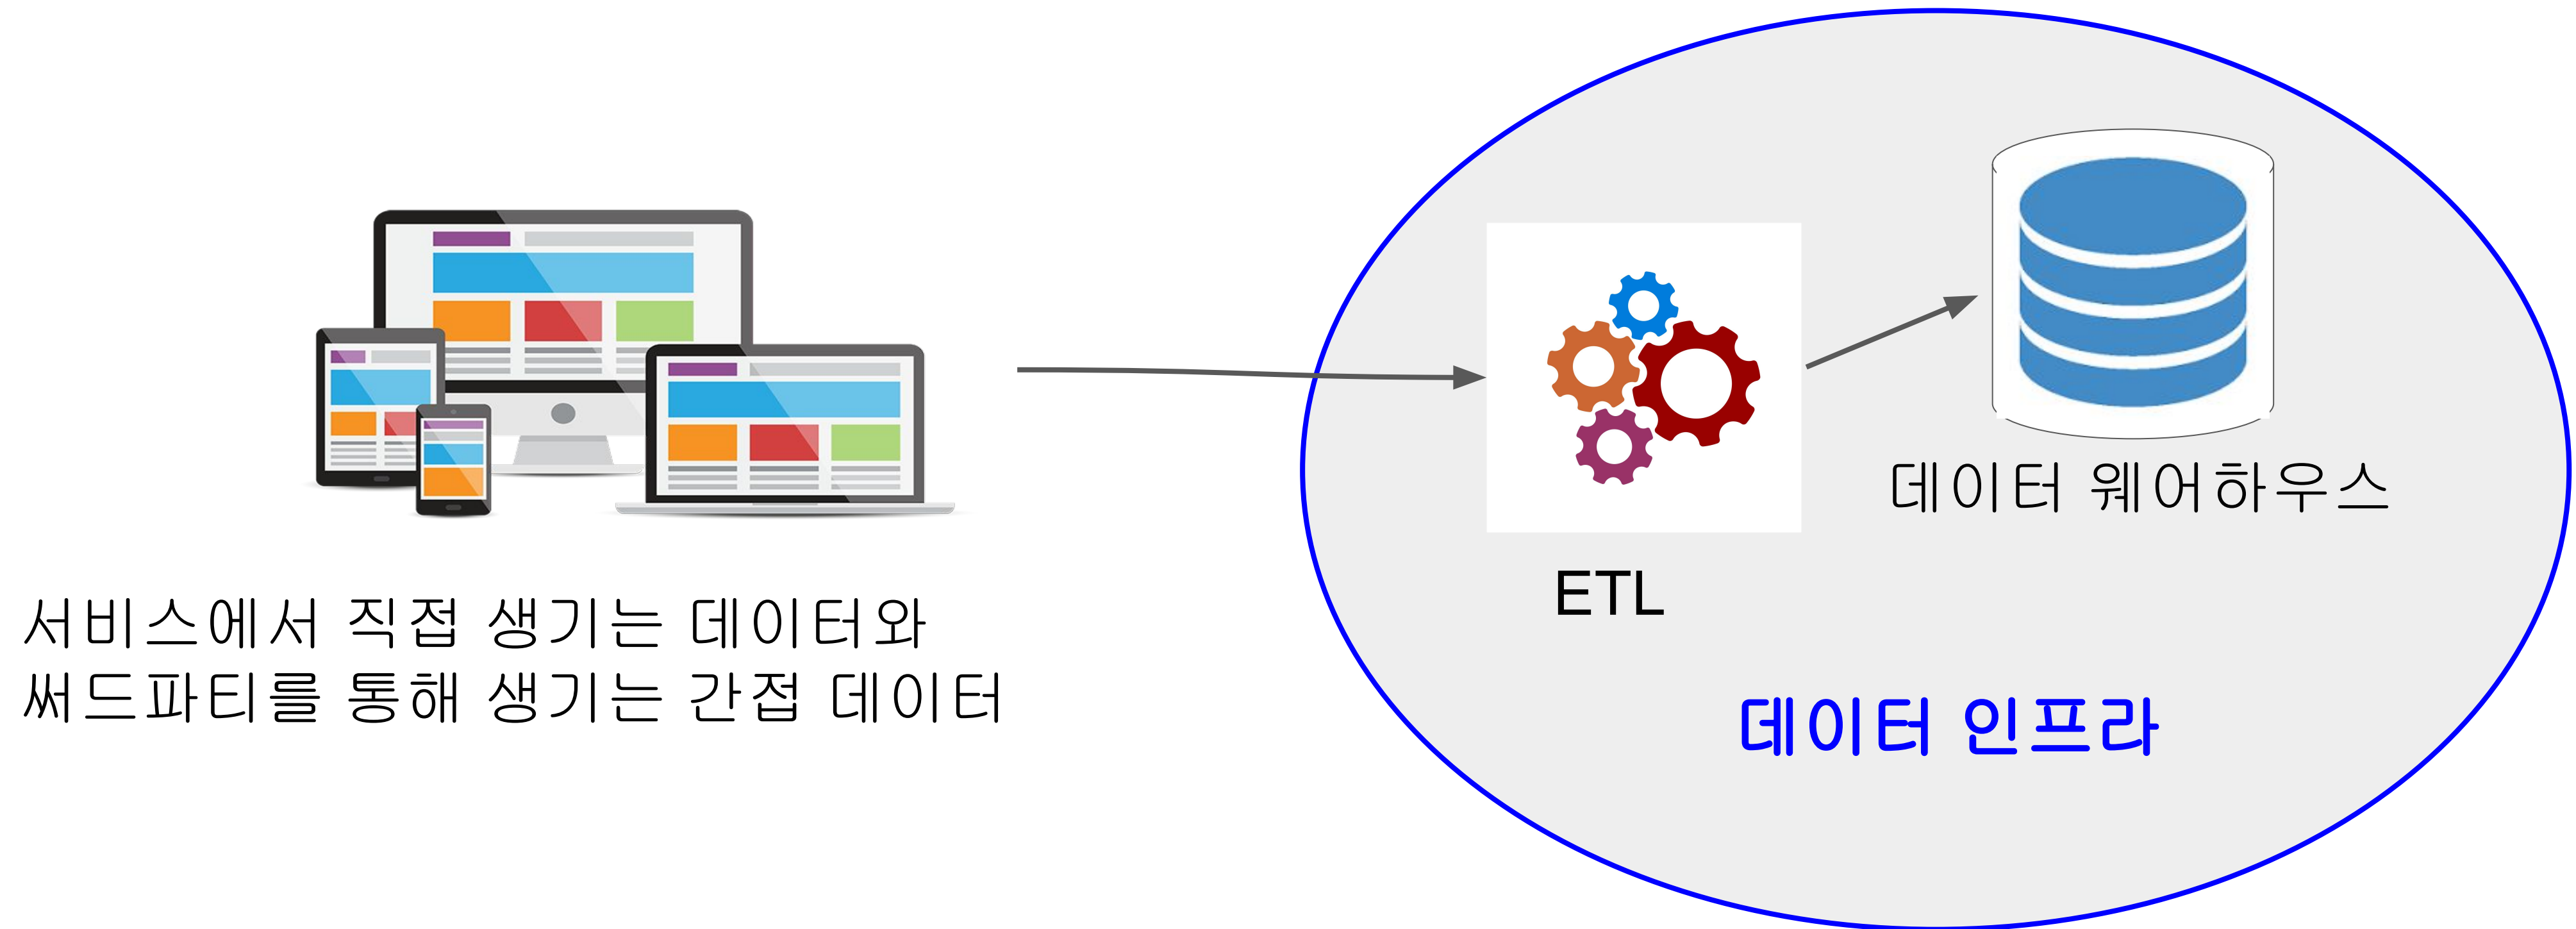 서비스에서 직접 생기는 데이터와
써드파티를 통해 생기는 간접 데이터
ETL
데이터 웨어하우스
데이터 인프라